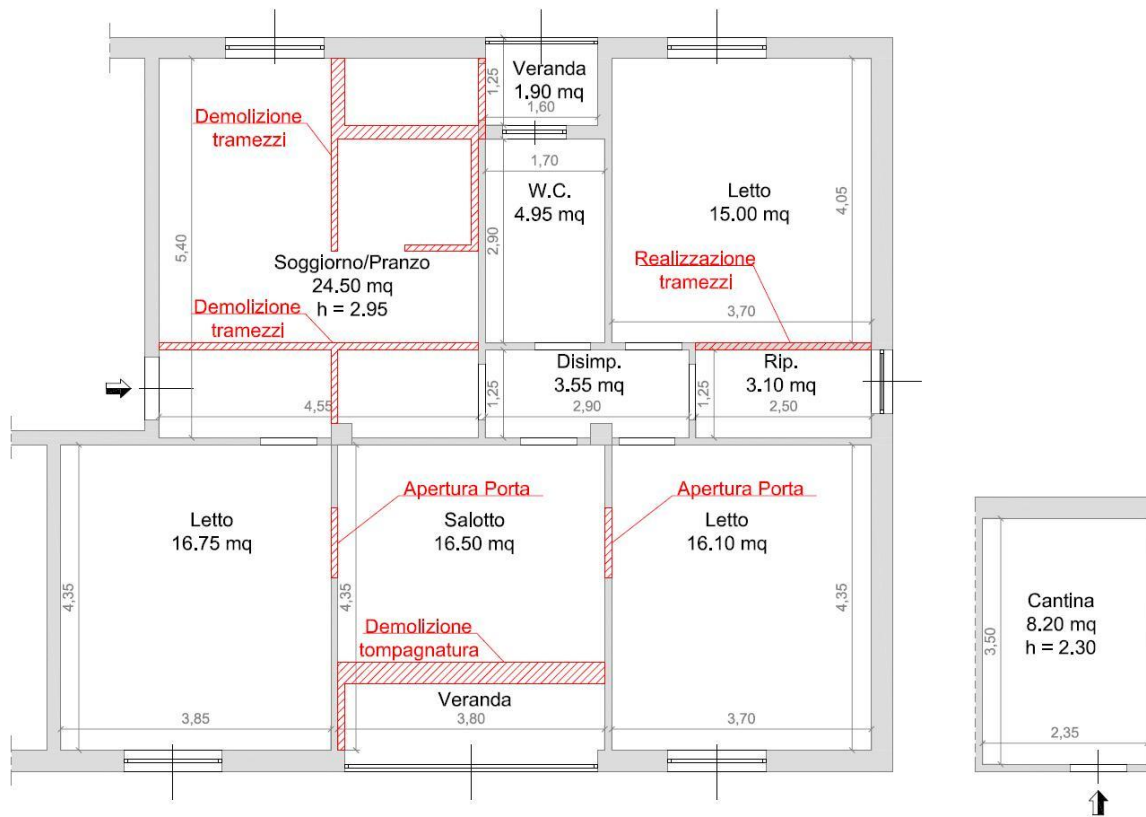 Veranda
1.90 mq
1,60
1,25
Demolizione
tramezzi
1,70
W.C.
4.95 mq
Letto
15.00 mq
4,05
5,40
2,90
Soggiorno/Pranzo
24.50 mq
h = 2.95
Realizzazione
tramezzi
Demolizione
tramezzi
3,70
Disimp.
3.55 mq
Rip.
3.10 mq
1,25
1,25
4,55
2,90
2,50
Apertura Porta
Apertura Porta
Letto
16.75 mq
Salotto
16.50 mq
Letto
16.10 mq
4,35
4,35
4,35
Demolizione
tompagnatura
Veranda
3,85
3,80
3,70
Cantina
8.20 mq
h = 2.30
3,50
2,35